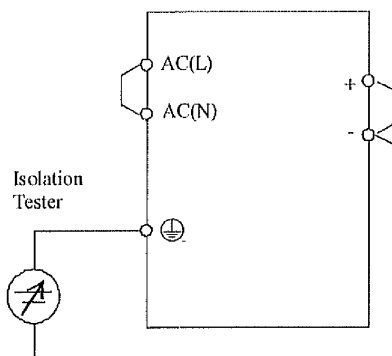 AC(L)
+
AC(N)
-
Isolation
Tester